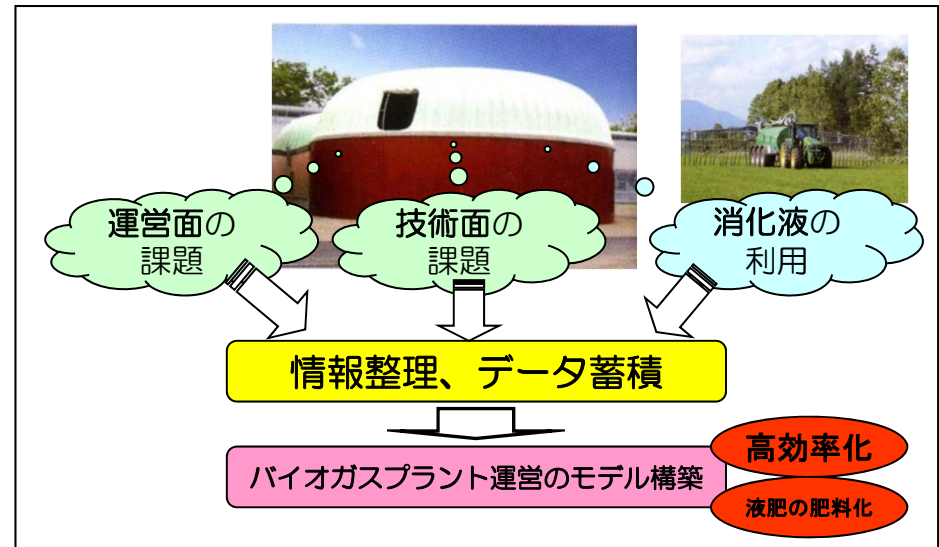 運営面の
課題
技術面の
課題
消化液の
利用
情報整理、データ蓄積
バイオガスプラント運営のモデル構築
高効率化
液肥の肥料化